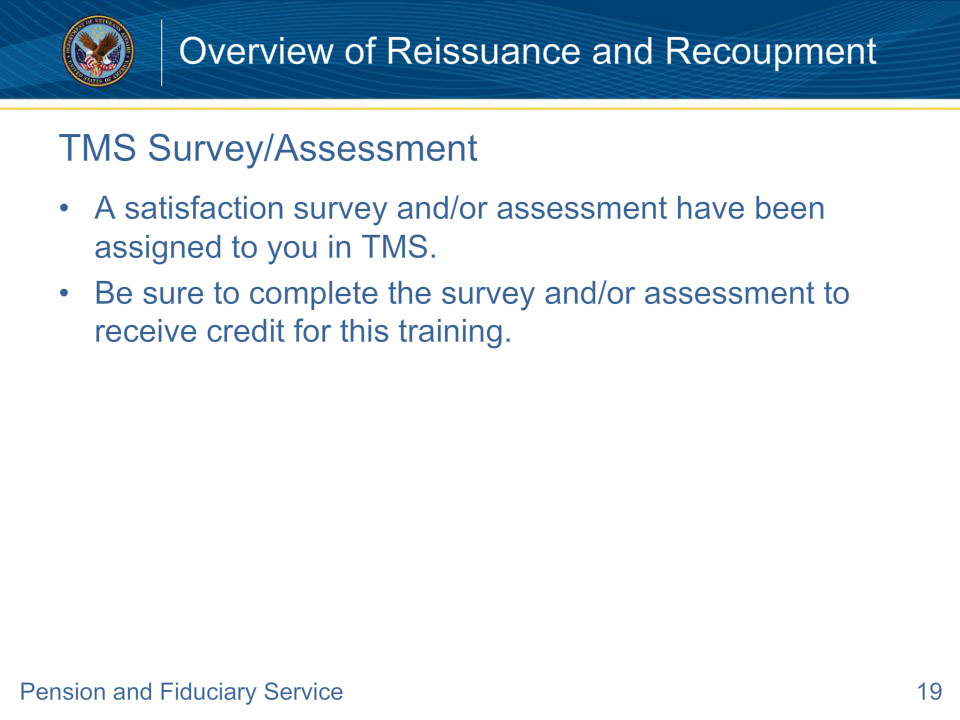 Overview of Reissuance and Recoupment
TMS Survey/Assessment
• A satisfaction survey and/or assessment have been
assigned to you in TMS.
• Be sure to complete the survey and/or assessment to
receive credit for this training.
Pension and Fiduciary Service
19